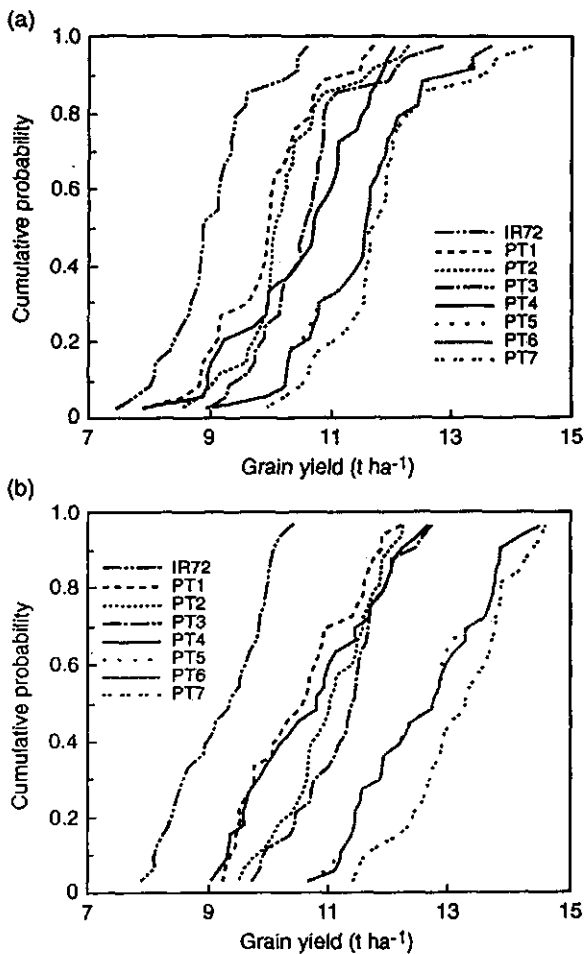 (a)
1.0
0.8
0.6
0.4
0.2
0
Cumulative probability
IR72
PT1
PT2
PT3
PT4
PT5
PT6
PT7
7 9 11 13 15
Grain yield (t ha-1)
(b)
1.0
0.8
0.6
0.4
0.2
0
Cumulative probability
IR72
PT1
PT2
PT3
PT4
PT5
PT6
PT7
7 9 11 13 15
Grain yield (t ha-1)